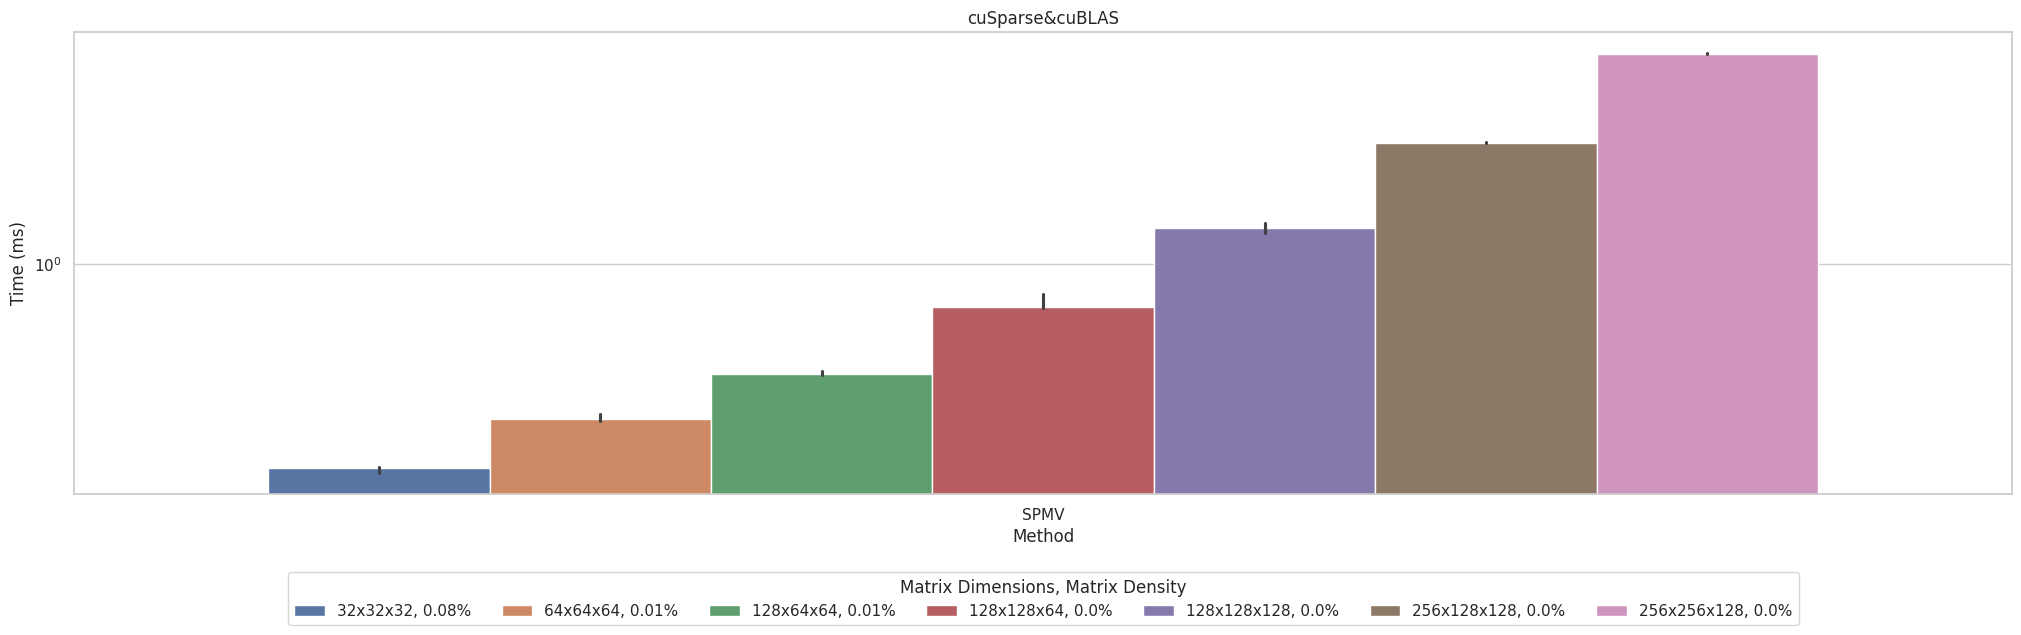 cuSparse&cuBLAS
Time (ms)
10⁰
SPMV
Method
Matrix Dimensions, Matrix Density
32x32x32, 0.08% 64x64x64, 0.01% 128x64x64, 0.01% 128x128x64, 0.0% 128x128x128, 0.0% 256x128x128, 0.0% 256x256x128, 0.0%